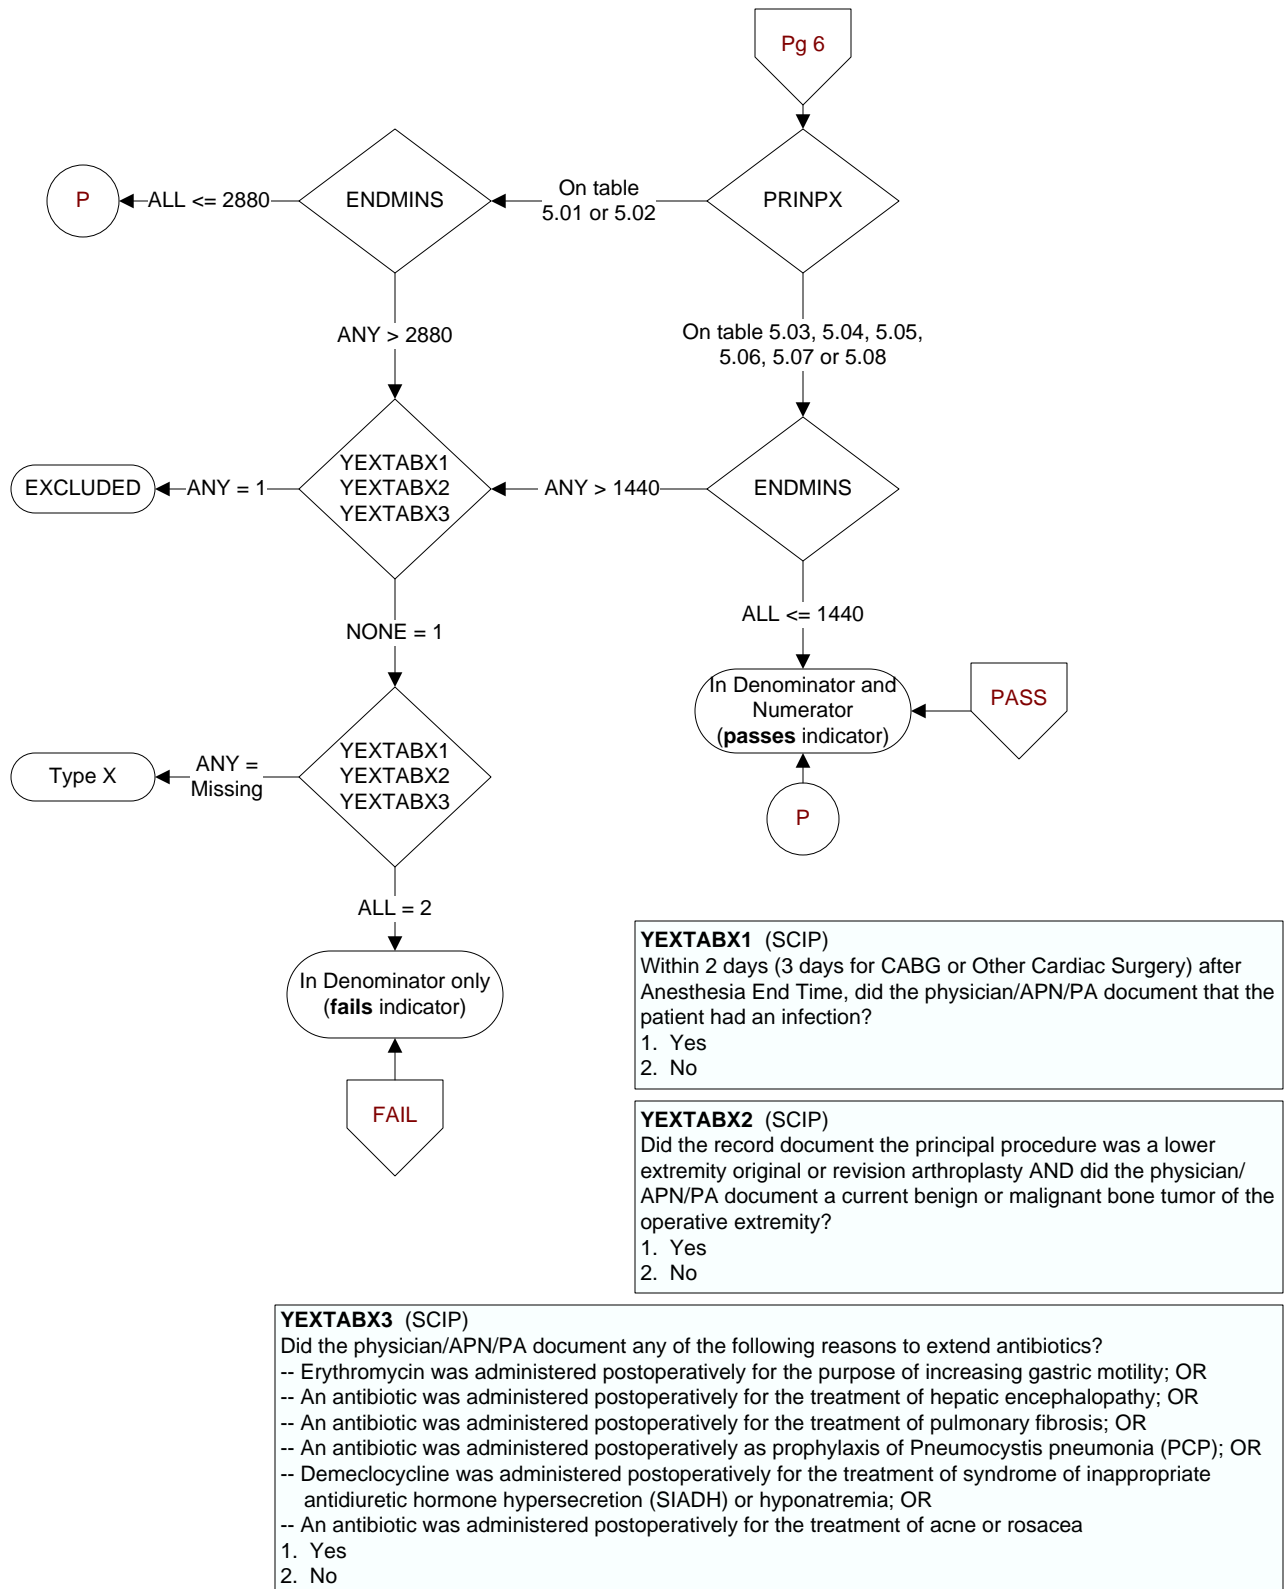 Pg 6
PRINPX
On table
5.01 or 5.02
ENDMINS
ALL <= 2880
P
ANY > 2880
On table 5.03, 5.04, 5.05,
5.06, 5.07 or 5.08
YEXTABX1
YEXTABX2
YEXTABX3
ANY = 1
EXCLUDED
ANY > 1440
ENDMINS
NONE = 1
ALL <= 1440
In Denominator and
Numerator
(passes indicator)
PASS
P
YEXTABX1
YEXTABX2
YEXTABX3
ANY =
Missing
Type X
ALL = 2
In Denominator only
(fails indicator)
FAIL
YEXTABX1 (SCIP)
Within 2 days (3 days for CABG or Other Cardiac Surgery) after
Anesthesia End Time, did the physician/APN/PA document that the
patient had an infection?
1. Yes
2. No
YEXTABX2 (SCIP)
Did the record document the principal procedure was a lower
extremity original or revision arthroplasty AND did the physician/
APN/PA document a current benign or malignant bone tumor of the
operative extremity?
1. Yes
2. No
YEXTABX3 (SCIP)
Did the physician/APN/PA document any of the following reasons to extend antibiotics?
-- Erythromycin was administered postoperatively for the purpose of increasing gastric motility; OR
-- An antibiotic was administered postoperatively for the treatment of hepatic encephalopathy; OR
-- An antibiotic was administered postoperatively for the treatment of pulmonary fibrosis; OR
-- An antibiotic was administered postoperatively as prophylaxis of Pneumocystis pneumonia (PCP); OR
-- Demeclocycline was administered postoperatively for the treatment of syndrome of inappropriate
antidiuretic hormone hypersecretion (SIADH) or hyponatremia; OR
-- An antibiotic was administered postoperatively for the treatment of acne or rosacea
1. Yes
2. No